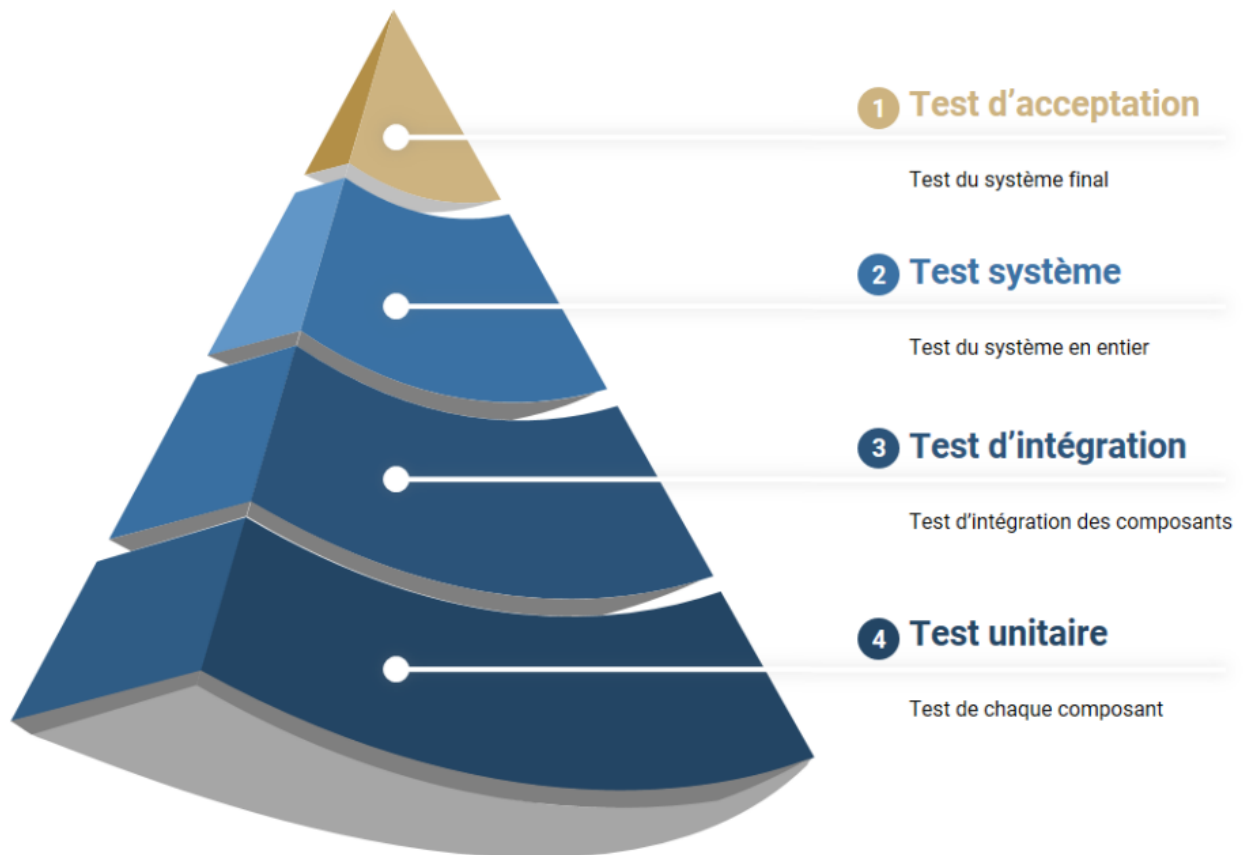 1 Test d’acceptation
Test du système final
2 Test système
Test du système en entier
3 Test d’intégration
Test d’intégration des composants
4 Test unitaire
Test de chaque composant